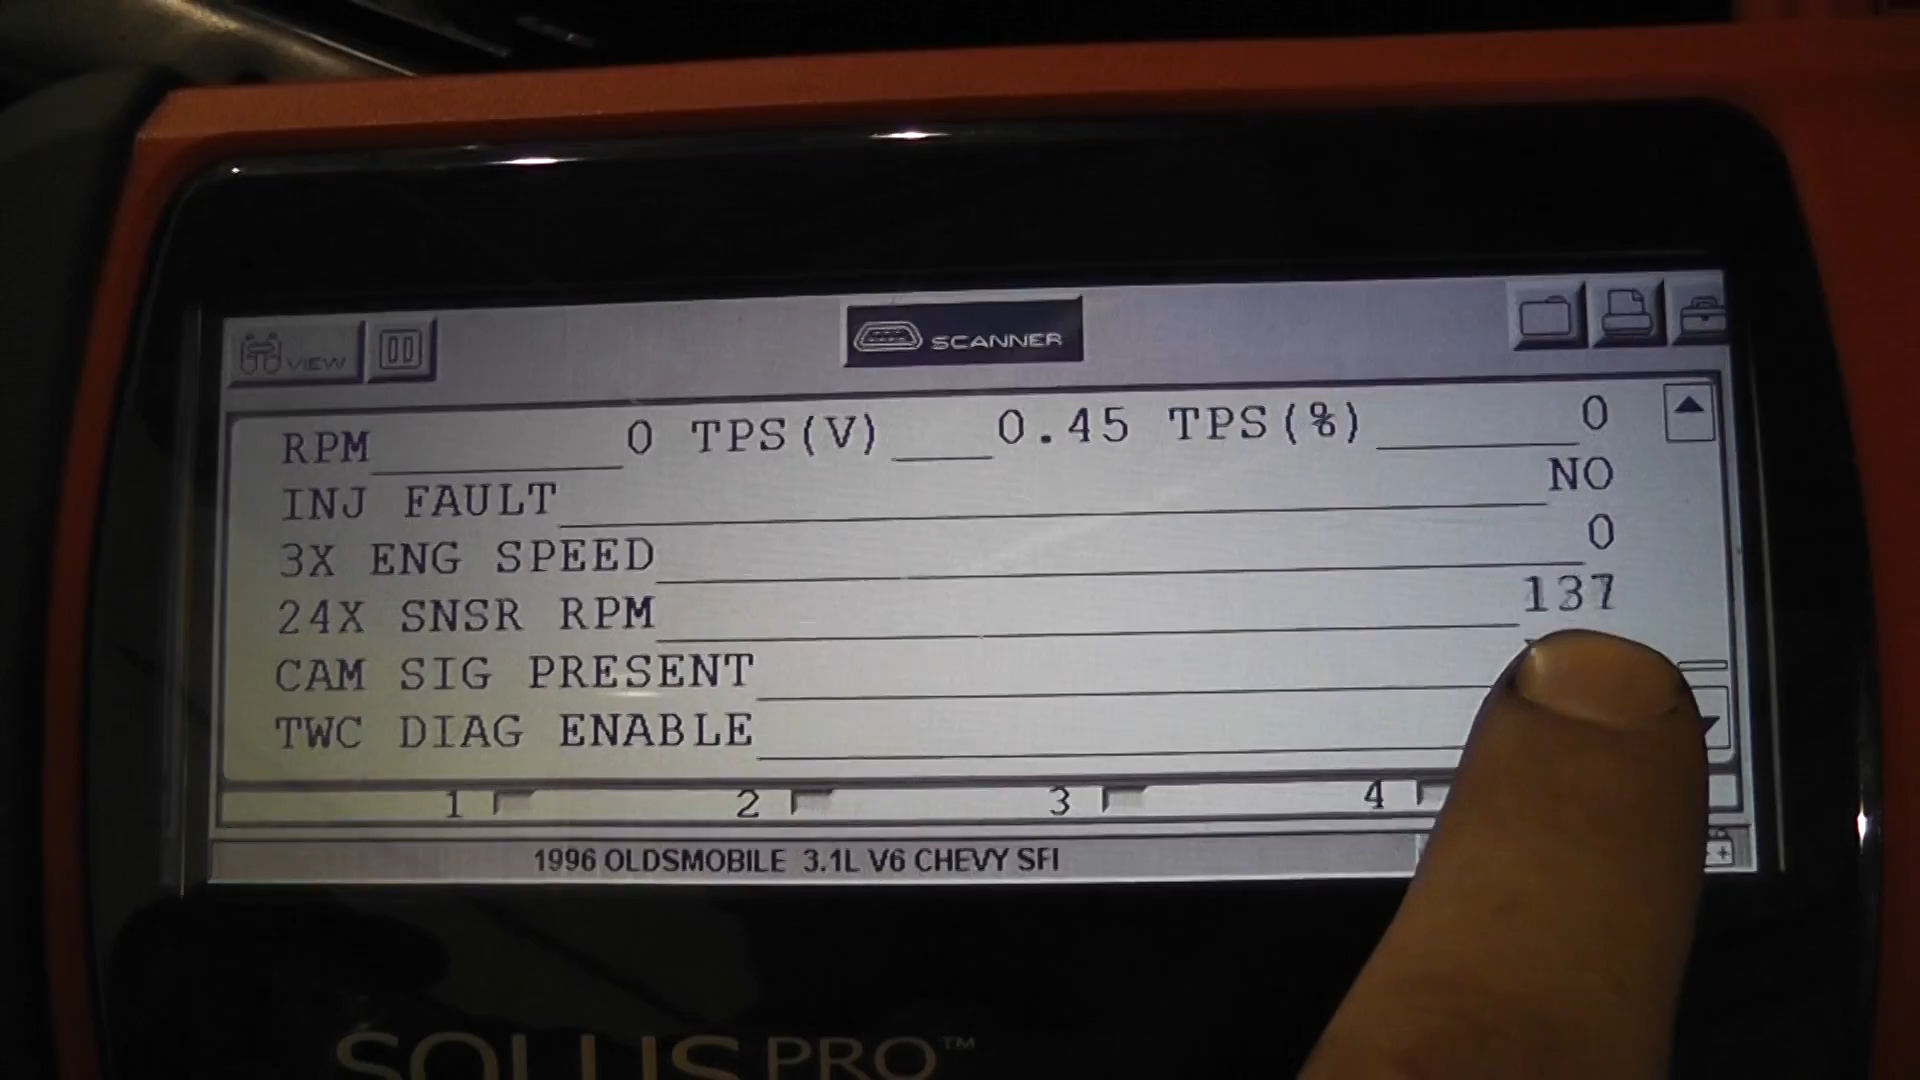 VIEW SCANNER
RPM 0 TPS(V) 0.45 TPS(%) 0
INJ FAULT NO
3X ENG SPEED 0
24X SNSR RPM 137
CAM SIG PRESENT
TWC DIAG ENABLE
1 2 3 4
1996 OLDSMOBILE 3.1L V6 CHEVY SFI
SOLUS PRO™